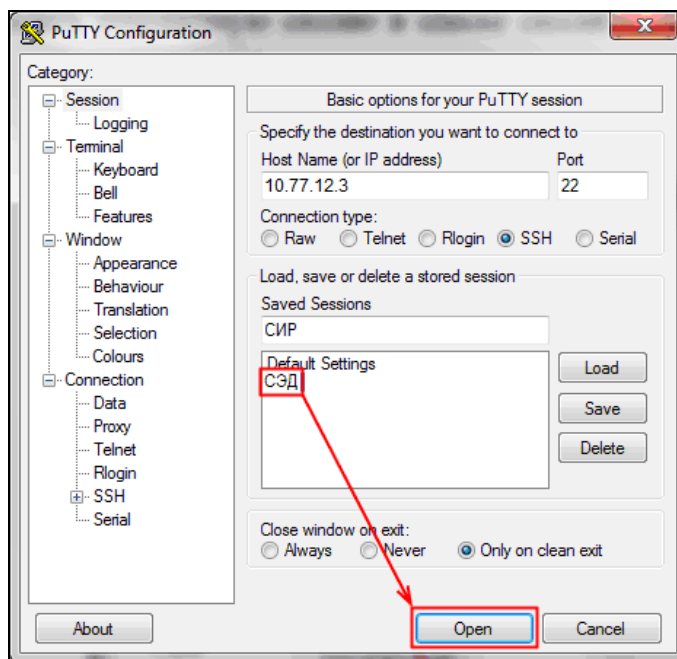 PuTTY Configuration
Category:
Session
Logging
Terminal
Keyboard
Bell
Features
Window
Appearance
Behaviour
Translation
Selection
Colours
Connection
Data
Proxy
Telnet
Rlogin
SSH
Serial
Basic options for your PuTTY session
Specify the destination you want to connect to
Host Name (or IP address) Port
10.77.12.3 22
Connection type:
Raw Telnet Rlogin SSH Serial
Load, save or delete a stored session
Saved Sessions
СИР
Default Settings
СЭД
Load
Save
Delete
Close window on exit:
Always Never Only on clean exit
About Open Cancel